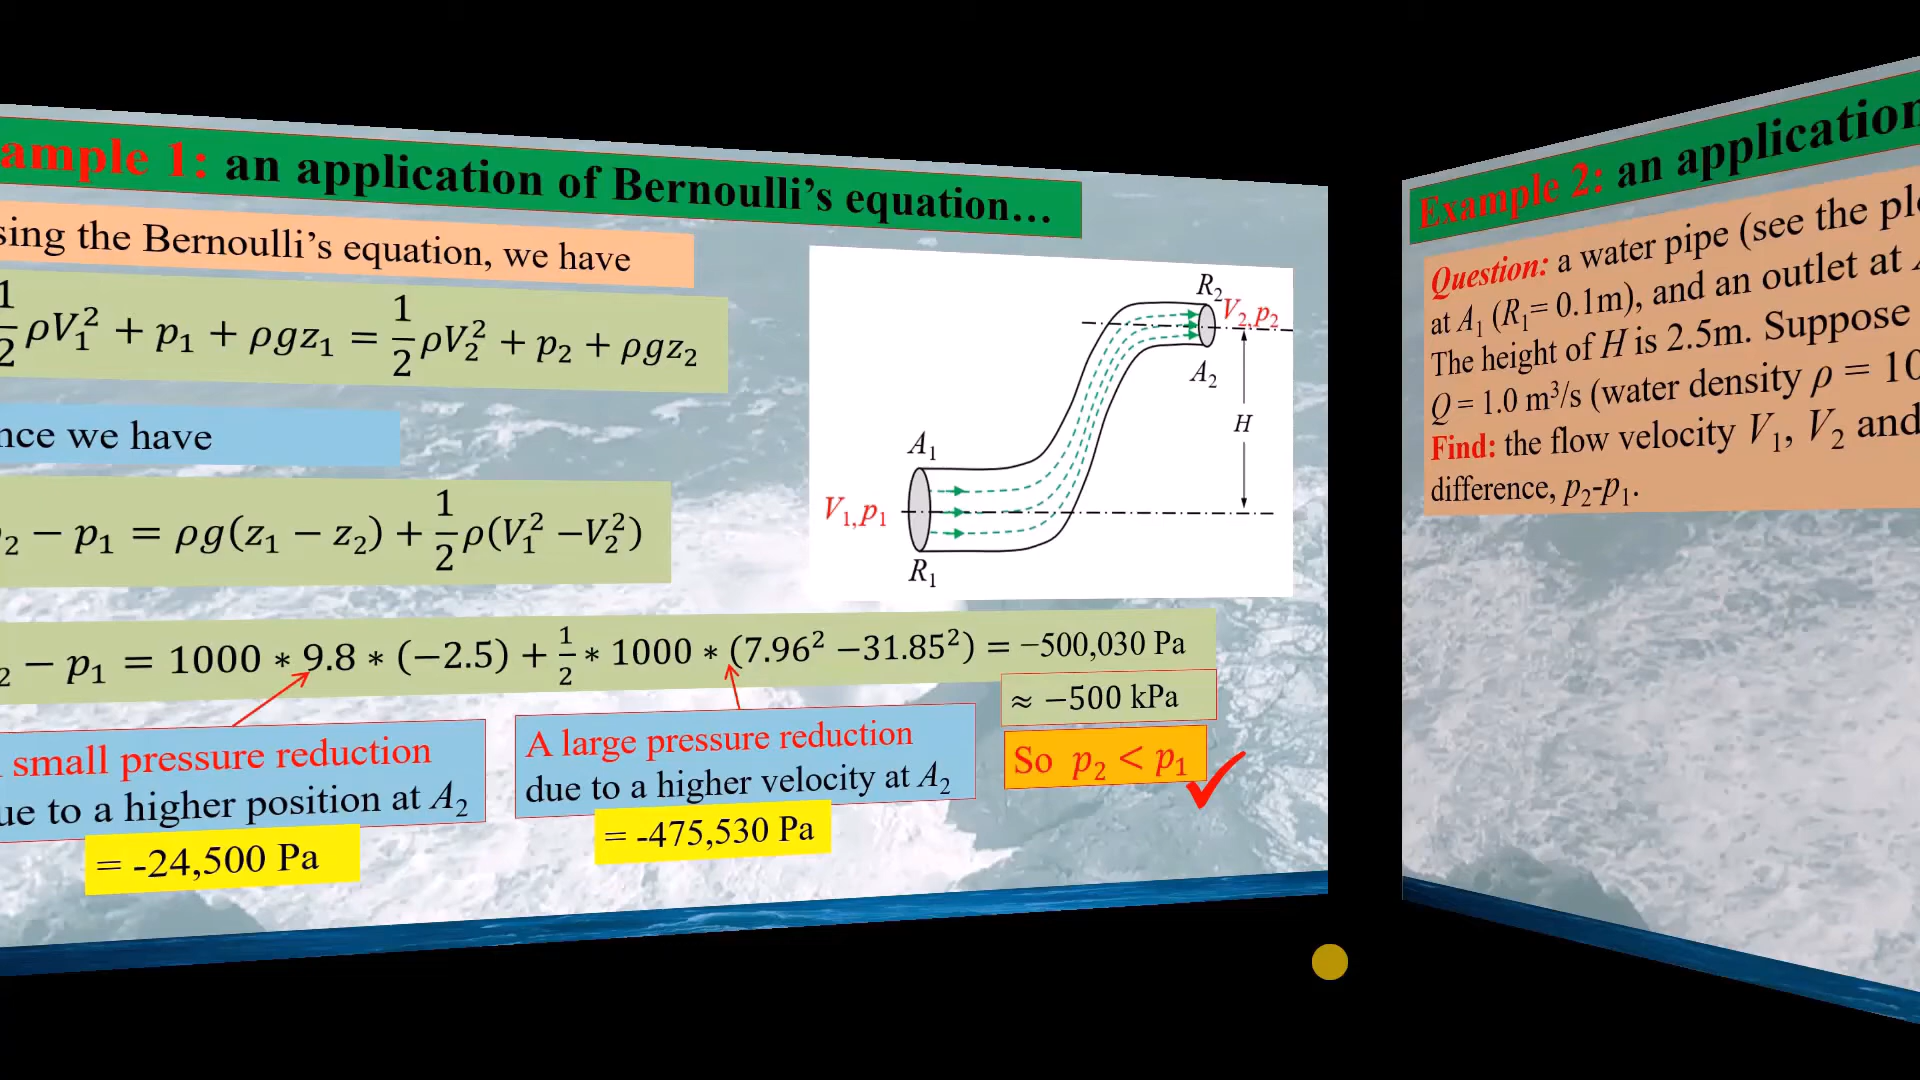 ample 1: an application of Bernoulli's equation...
sing the Bernoulli's equation, we have
1/2 ρV₁² + p₁ + ρgz₁ = 1/2 ρV₂² + p₂ + ρgz₂
nce we have
₂ − p₁ = ρg(z₁ − z₂) + 1/2 ρ(V₁² −V₂²)
₂ − p₁ = 1000 * 9.8 * (−2.5) + 1/2 * 1000 * (7.96² −31.85²) = −500,030 Pa
≈ −500 kPa
small pressure reduction
ue to a higher position at A₂
= -24,500 Pa
A large pressure reduction
due to a higher velocity at A₂
= -475,530 Pa
So p₂ < p₁
R₂
V₂,p₂
A₂
H
A₁
V₁,p₁
R₁
Example 2: an application
Question: a water pipe (see the plo
at A₁ (R₁= 0.1m), and an outlet at
The height of H is 2.5m. Suppose
Q = 1.0 m³/s (water density ρ = 10
Find: the flow velocity V₁, V₂ and
difference, p₂-p₁.